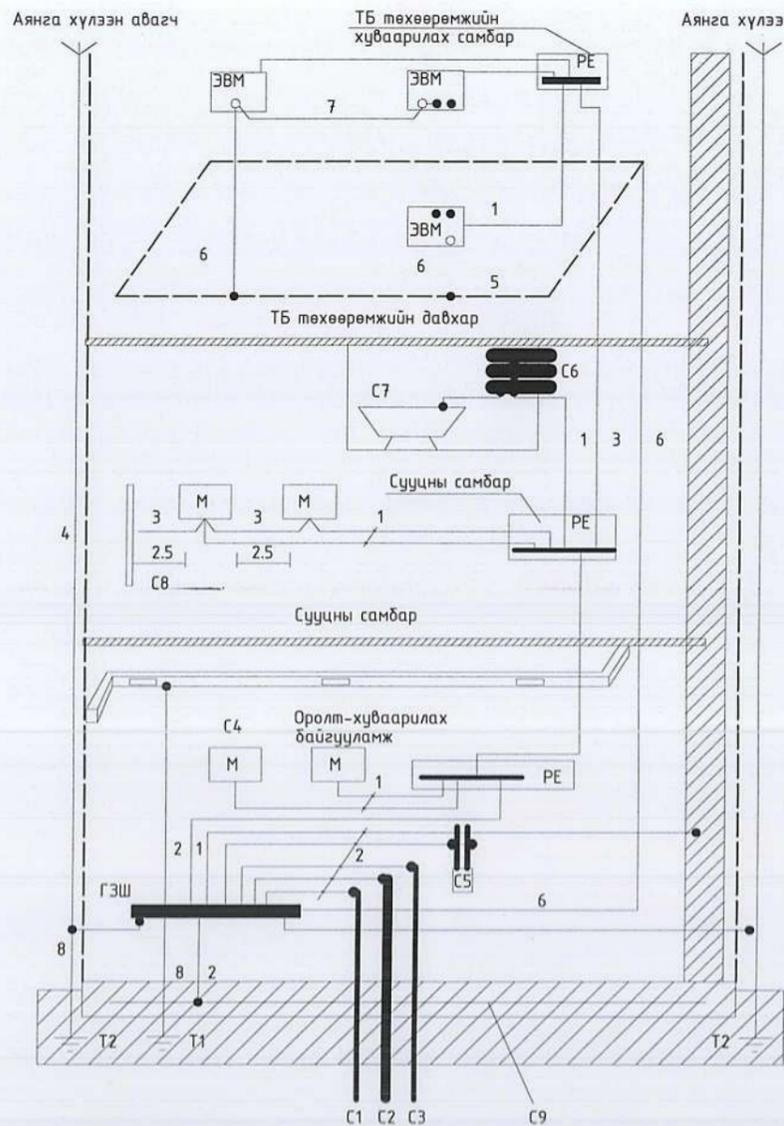 Аянга хүлээн авагч
ТБ төхөөрөмжийн
хуваарилах самбар
Аянга хүлээ
PE
ЭВМ
ЭВМ
7
1
ЭВМ
6
6
5
ТБ төхөөрөмжийн давхар
C6
C7
1
3
6
Сууцны самбар
M
M
3
3
1
PE
4
2.5
2.5
C8
Сууцны самбар
C4
Оролт-хуваарилах
байгууламж
M
M
PE
1
2
1
2
C5
ГЗШ
6
8
8
2
T2
T1
T2
C1
C2
C3
C9